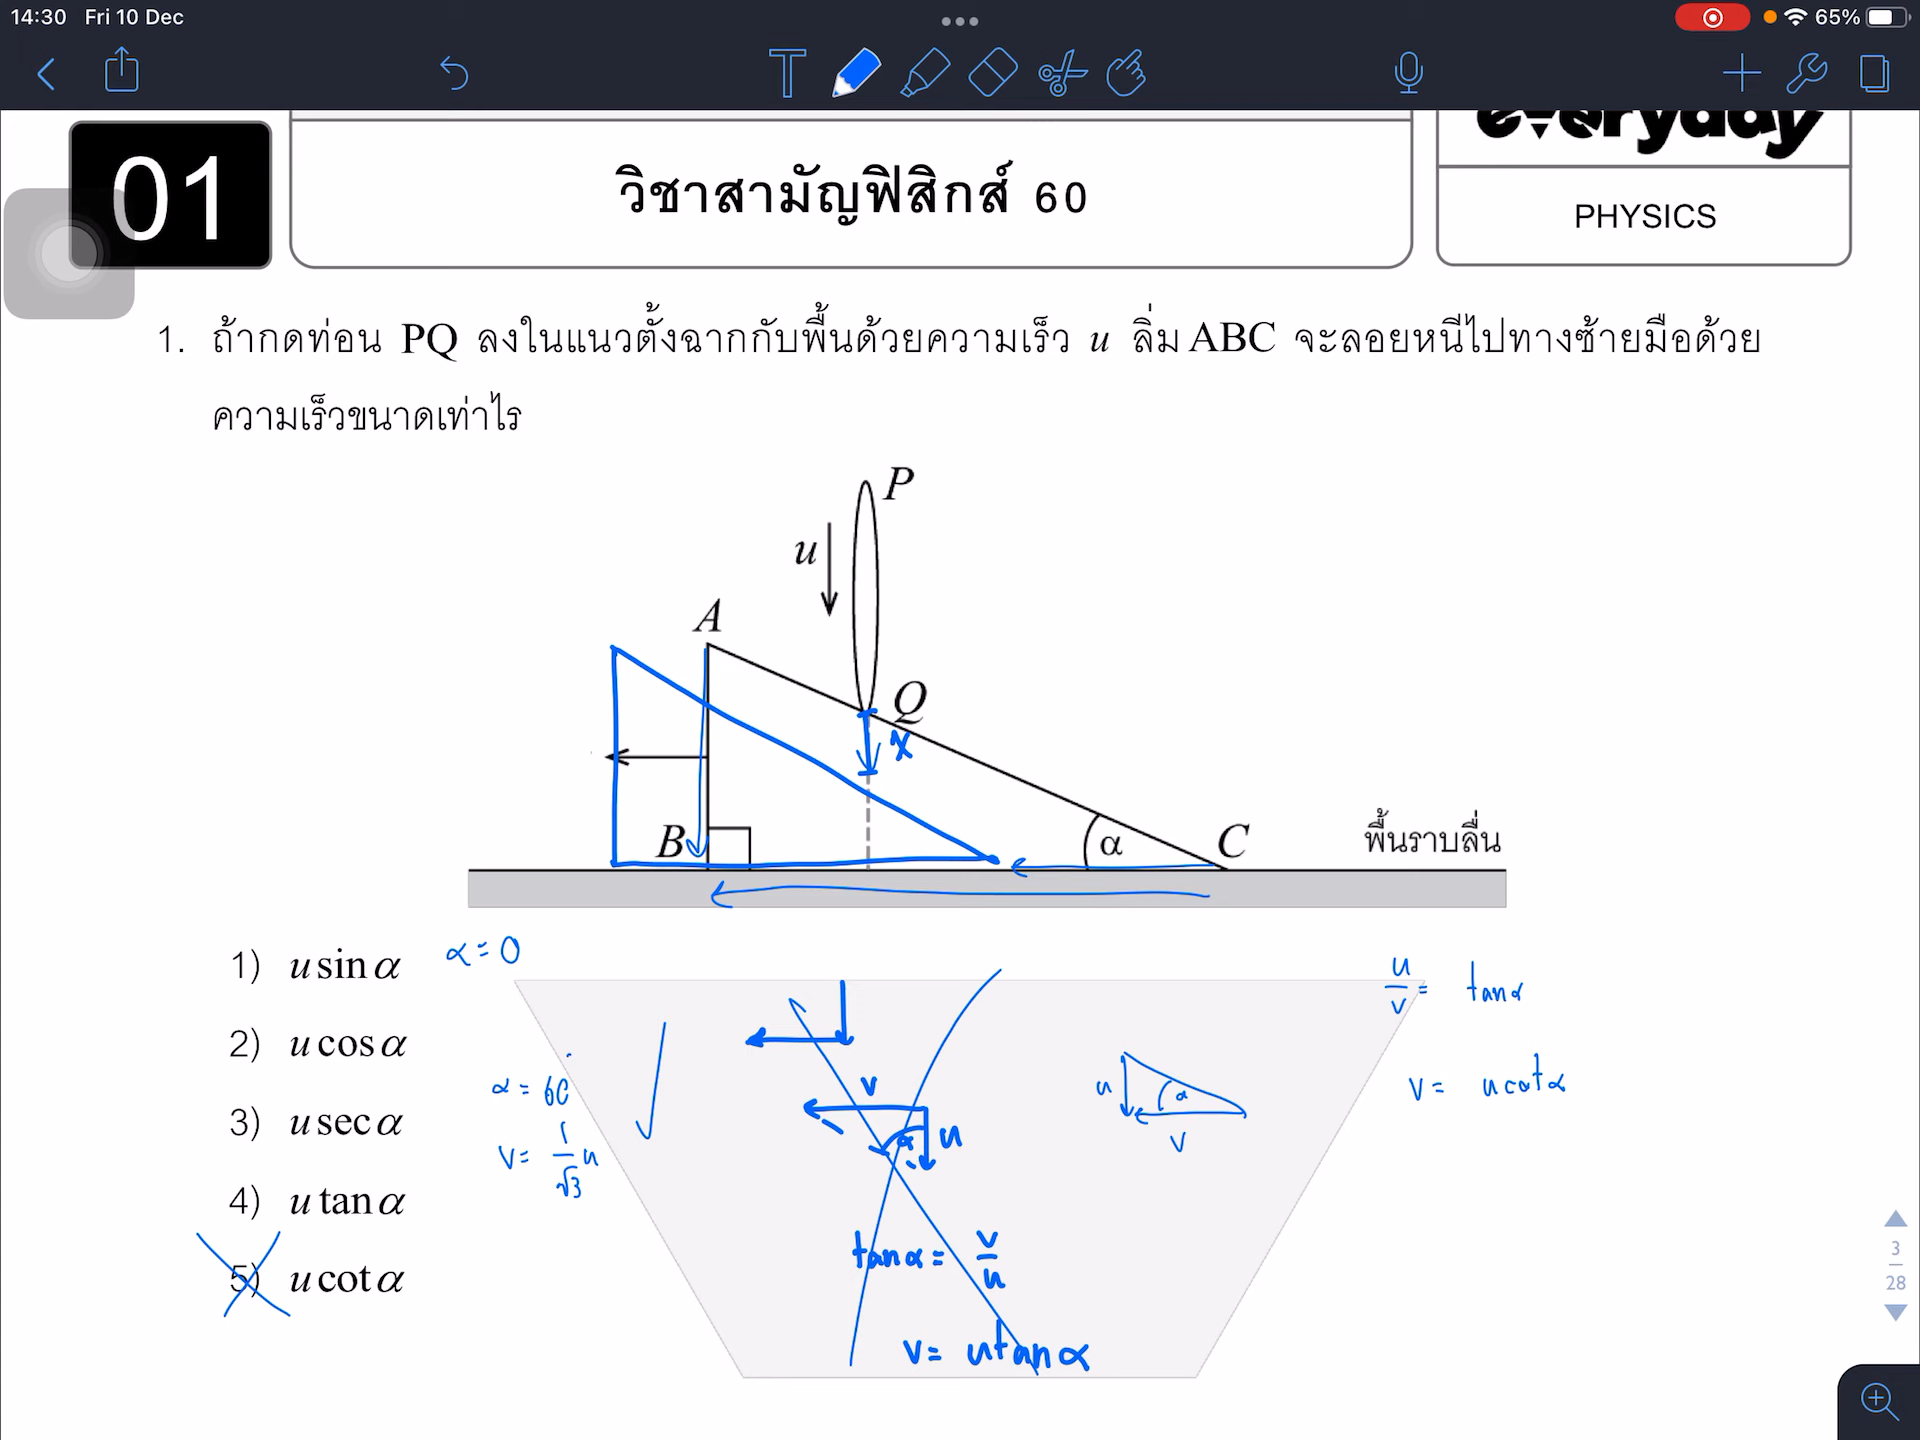 14:30 Fri 10 Dec
65%
01
วิชาสามัญฟิสิกส์ 60
everyday
PHYSICS
1. ถ้ากดท่อน PQ ลงในแนวตั้งฉากกับพื้นด้วยความเร็ว u ลิ่ม ABC จะลอยหนีไปทางซ้ายมือด้วย
ความเร็วขนาดเท่าไร
P
u
A
Q
x
B
α
C
พื้นราบลื่น
1) u sin α
α = 0
2) u cos α
α = 60
3) u sec α
v = 1/√3 u
4) u tan α
5) u cot α
v
α
u
tan α = v/u
v = u tan α
u
α
v
u/v = tan α
v = u cot α
3
28